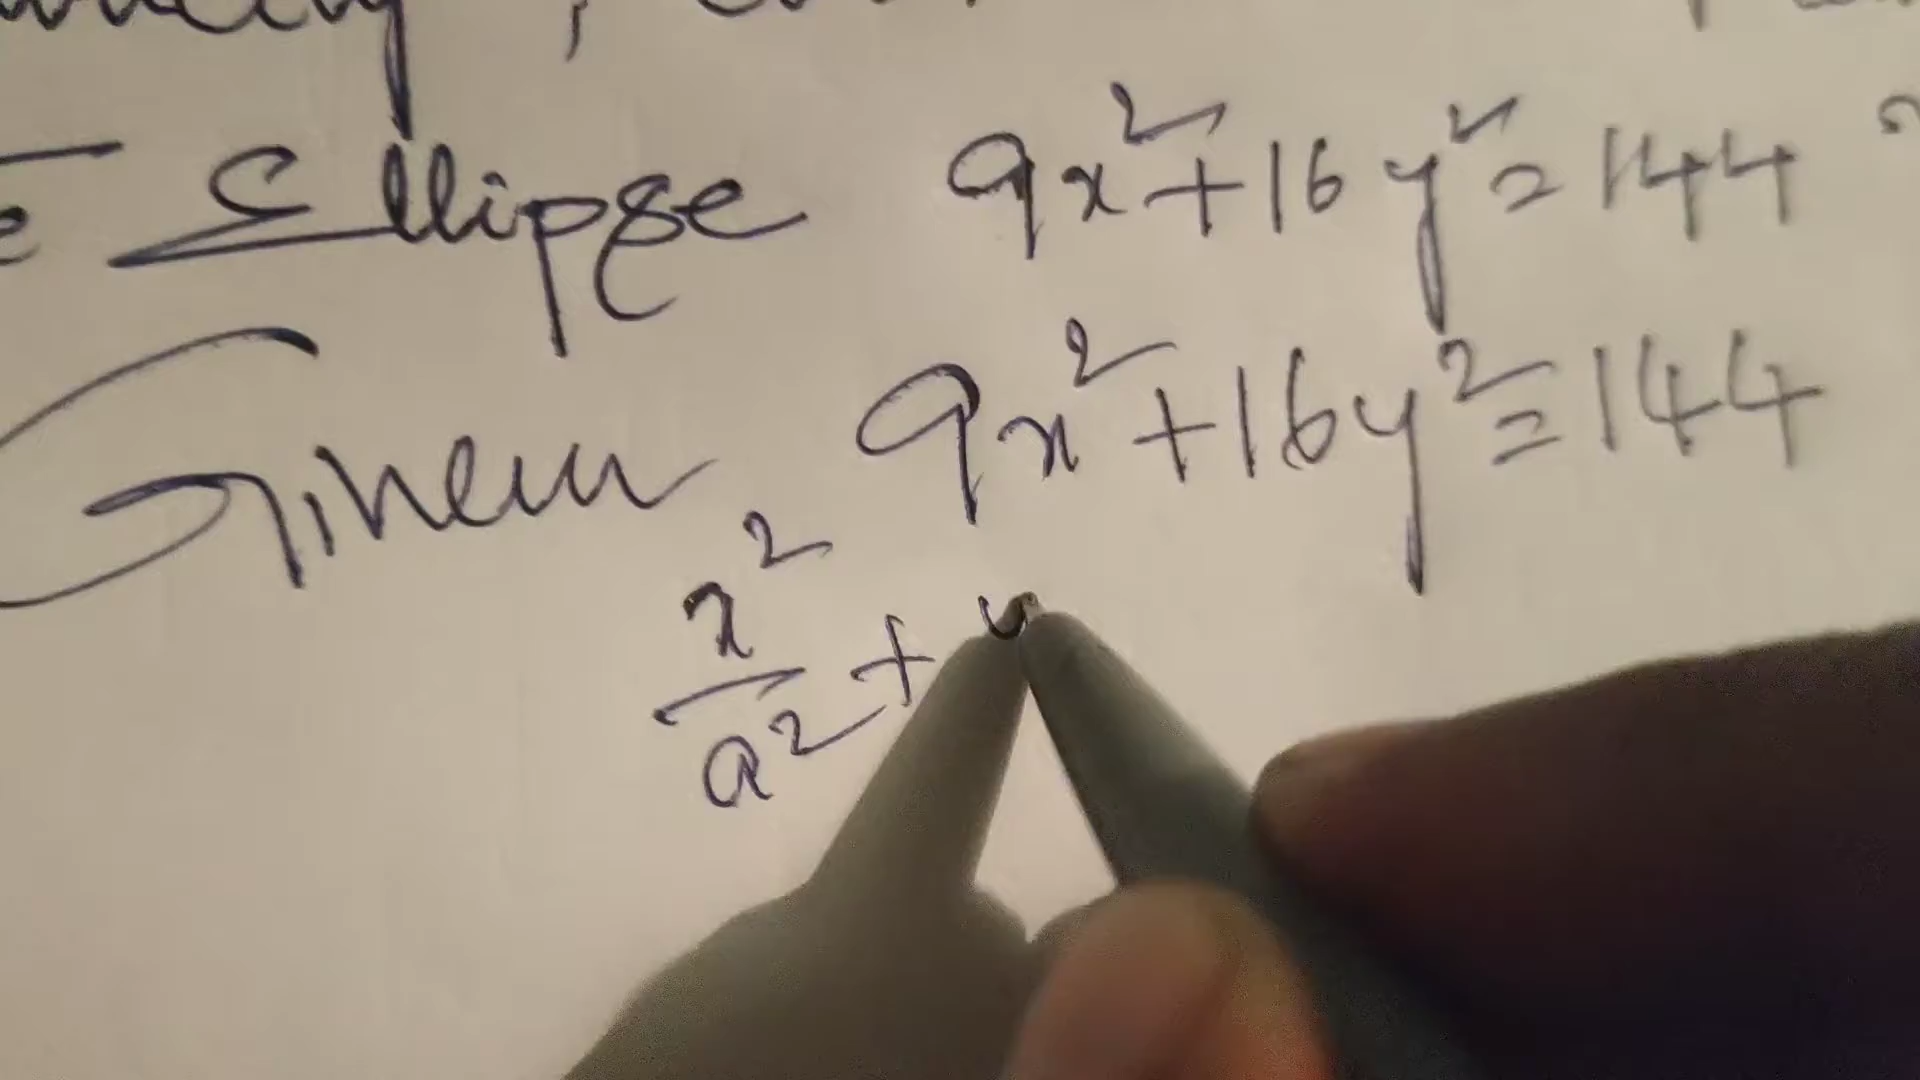 Ellipse 9x² + 16y² = 144
Given 9x² + 16y² = 144
x²/a² + y